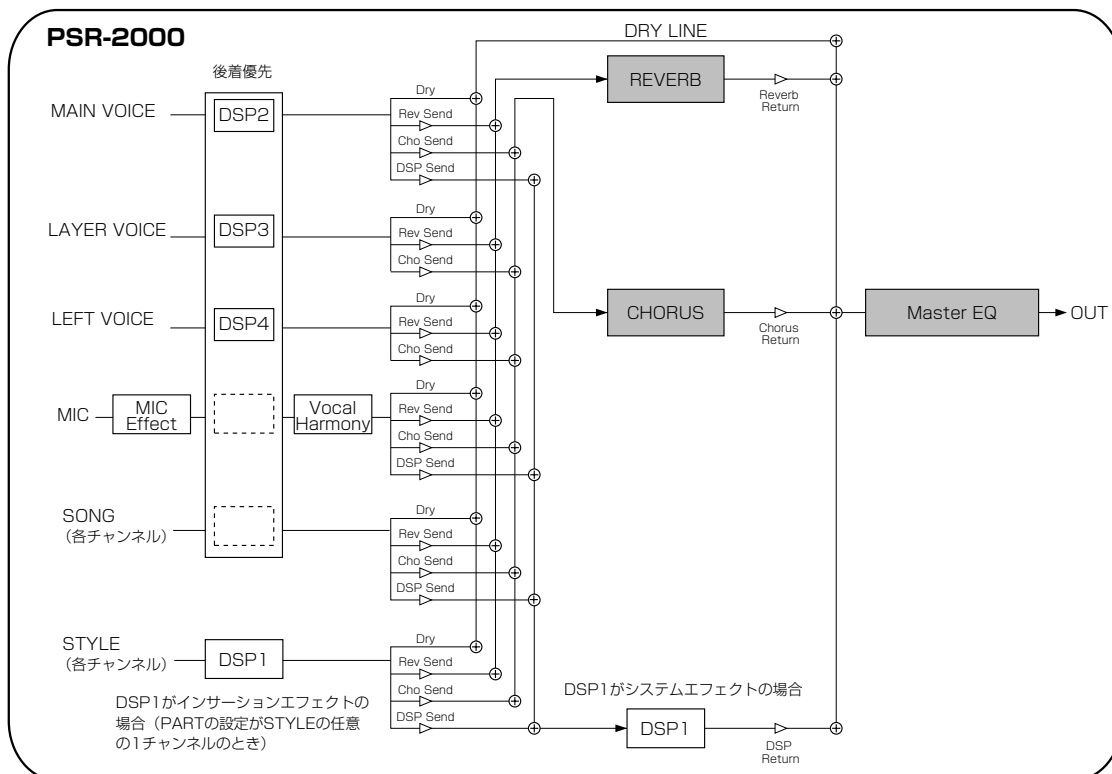 PSR-2000
DRY LINE
後着優先
MAIN VOICE
DSP2
Dry
Rev Send
Cho Send
DSP Send
REVERB
Reverb
Return
LAYER VOICE
DSP3
Dry
Rev Send
Cho Send
LEFT VOICE
DSP4
Dry
Rev Send
Cho Send
CHORUS
Chorus
Return
Master EQ
OUT
MIC
MIC
Effect
Vocal
Harmony
Dry
Rev Send
Cho Send
DSP Send
SONG
(各チャンネル)
Dry
Rev Send
Cho Send
DSP Send
STYLE
(各チャンネル)
DSP1
Dry
Rev Send
Cho Send
DSP Send
DSP1がインサーションエフェクトの
場合(PARTの設定がSTYLEの任意
の1チャンネルのとき)
DSP1がシステムエフェクトの場合
DSP1
DSP
Return